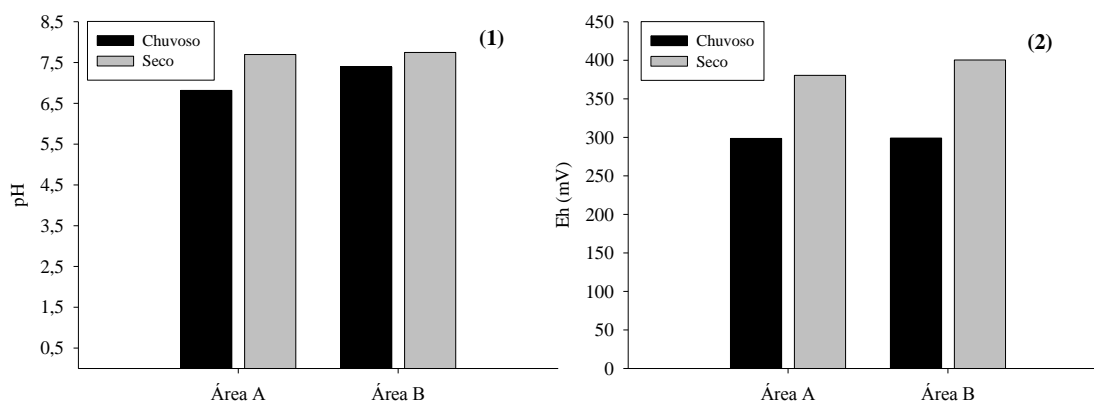 8,5
7,5
6,5
5,5
4,5
3,5
2,5
1,5
0,5
pH
Chuvoso
Seco
(1)
Área A
Área B
450
400
350
300
250
200
150
100
50
0
Eh (mV)
Chuvoso
Seco
(2)
Área A
Área B